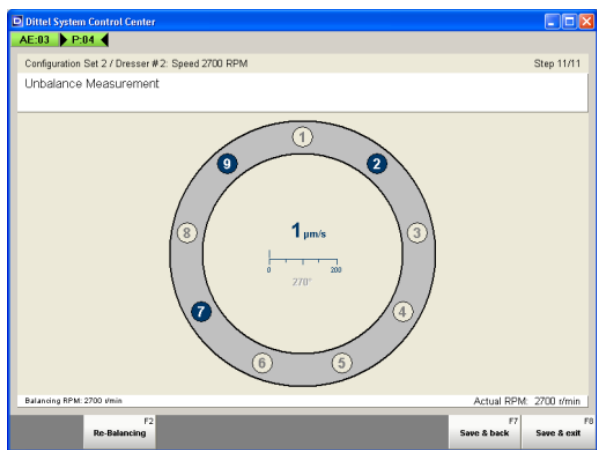 Dittel System Control Center
AE:03 P:04
Configuration Set 2 / Dresser #2: Speed 2700 RPM Step 11/11
Unbalance Measurement
1
9 2
8 3
1 µm/s
0 200
270°
7 4
6 5
Balancing RPM: 2700 r/min Actual RPM: 2700 r/min
F2 F7 F8
Re-Balancing Save & back Save & exit